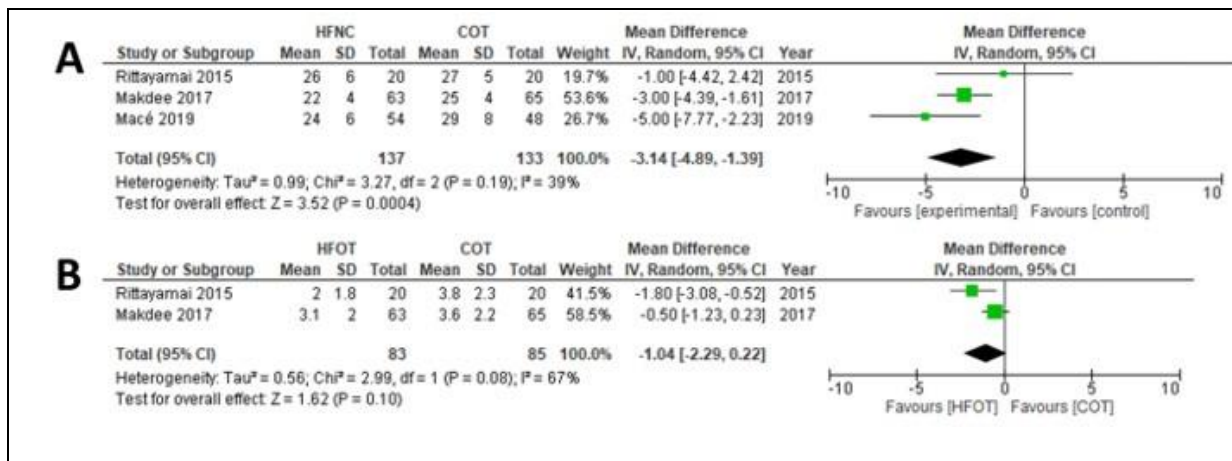 A
HFNC COT Mean Difference Mean Difference
Study or Subgroup Mean SD Total Mean SD Total Weight IV, Random, 95% CI Year IV, Random, 95% CI
Rittayamai 2015 26 6 20 27 5 20 19.7% -1.00 [-4.42, 2.42] 2015
Makdee 2017 22 4 63 25 4 65 53.6% -3.00 [-4.39, -1.61] 2017
Macé 2019 24 6 54 29 8 48 26.7% -5.00 [-7.77, -2.23] 2019
Total (95% CI) 137 133 100.0% -3.14 [-4.89, -1.39]
Heterogeneity: Tau² = 0.99; Chi² = 3.27, df = 2 (P = 0.19); I² = 39%
Test for overall effect: Z = 3.52 (P = 0.0004)
-10 -5 0 5 10
Favours [experimental] Favours [control]
B
HFOT COT Mean Difference Mean Difference
Study or Subgroup Mean SD Total Mean SD Total Weight IV, Random, 95% CI Year IV, Random, 95% CI
Rittayamai 2015 2 1.8 20 3.8 2.3 20 41.5% -1.80 [-3.08, -0.52] 2015
Makdee 2017 3.1 2 63 3.6 2.2 65 58.5% -0.50 [-1.23, 0.23] 2017
Total (95% CI) 83 85 100.0% -1.04 [-2.29, 0.22]
Heterogeneity: Tau² = 0.56; Chi² = 2.99, df = 1 (P = 0.08); I² = 67%
Test for overall effect: Z = 1.62 (P = 0.10)
-10 -5 0 5 10
Favours [HFOT] Favours [COT]